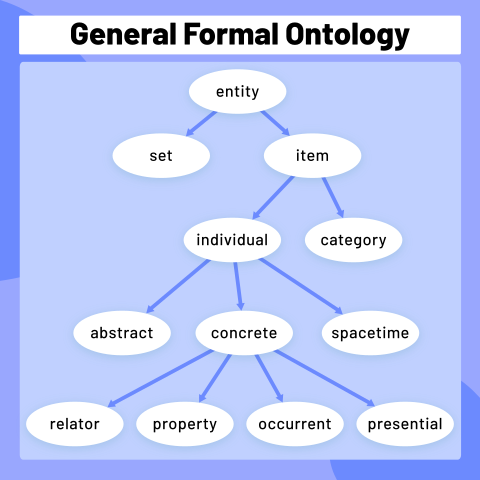 General Formal Ontology
entity
set
item
individual
category
abstract
concrete
spacetime
relator
property
occurrent
presential